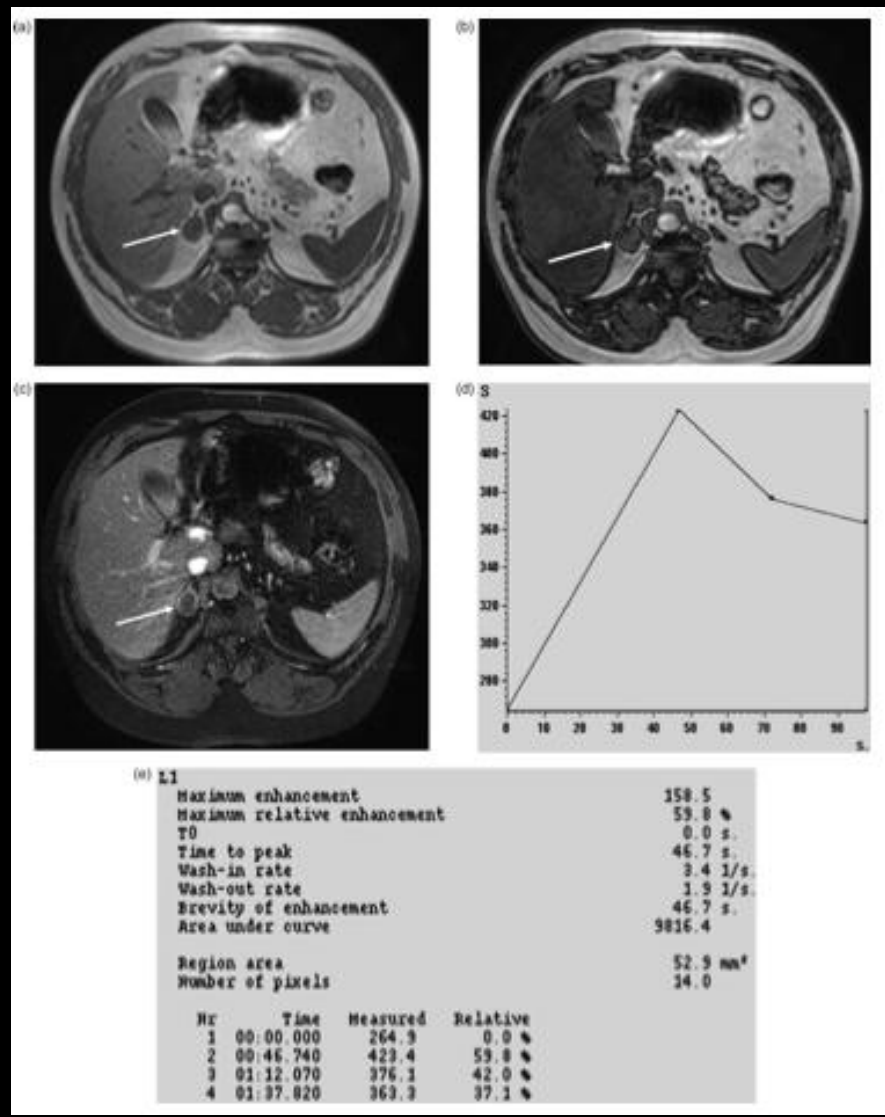 (a)
(b)
(c)
(d) S
420
400
380
360
340
320
300
280
0 10 20 30 40 50 60 70 80 90
S.
(e) L1
Maximum enhancement 158.5
Maximum relative enhancement 59.8 %
T0 0.0 s.
Time to peak 46.7 s.
Wash-in rate 3.4 1/s.
Wash-out rate 1.9 1/s.
Brevity of enhancement 46.7 s.
Area under curve 9816.4
Region area 52.9 mm²
Number of pixels 14.0
Nr Time Measured Relative
1 00:00.000 264.9 0.0 %
2 00:46.740 423.4 59.8 %
3 01:12.070 376.1 42.0 %
4 01:37.820 363.3 37.1 %